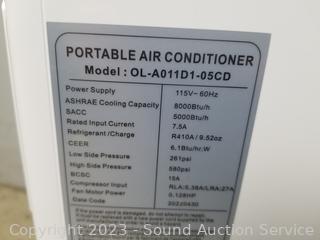 PORTABLE AIR CONDITIONER
Model : OL-A011D1-05CD
Power Supply 115V~60Hz
ASHRAE Cooling Capacity 8000Btu/h
SACC 5000Btu/h
Rated Input Current 7.5A
Refrigerant /Charge R410A / 9.52oz
CEER 6.1Btu/hr.W
Low Side Pressure 261psi
High Side Pressure 580psi
BCSC 15A
Compressor Input RLA:5.38A/LRA:27A
Fan Motor Power 0.128HP
Date Code 20220430
Copyright 2023 - SoldonCompass.com